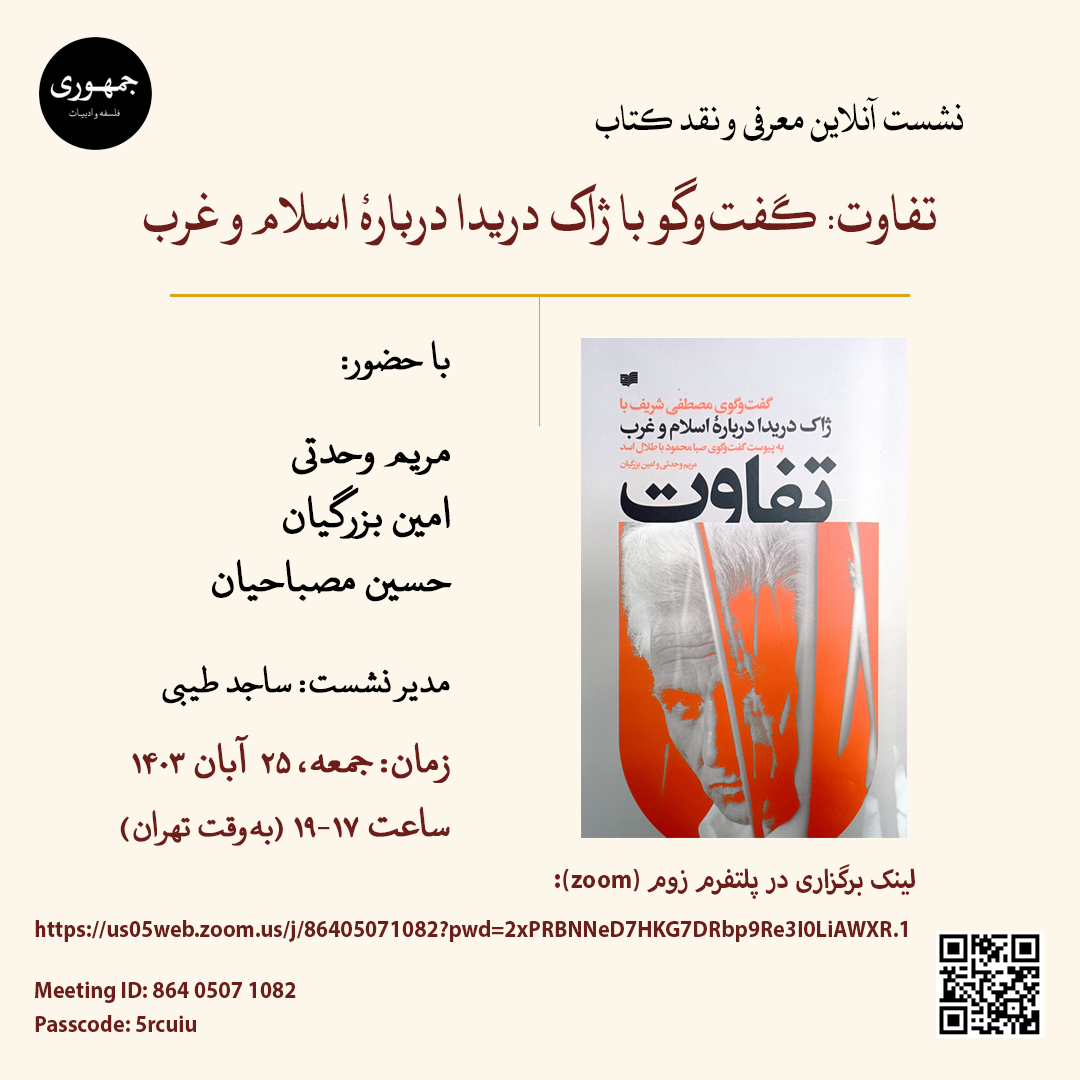 جمهوری
فلسفه و ادبیات
نشست آنلاین معرفی و نقد کتاب
تفاوت: گفت‌وگو با ژاک دریدا دربارهٔ اسلام و غرب
با حضور:
مریم وحدتی
امین بزرگیان
حسین مصباحیان
مدیر نشست: ساجد طیبی
زمان: جمعه، ۲۵ آبان ۱۴۰۳
ساعت ۱۷-۱۹ (به‌وقت تهران)
گفت‌وگوی مصطفی شریف با
ژاک دریدا دربارهٔ اسلام و غرب
به پیوست گفت‌وگوی صبا محمود با طلال اسد
مریم وحدتی و امین بزرگیان
تفاوت
لینک برگزاری در پلتفرم زوم (zoom):
https://us05web.zoom.us/j/86405071082?pwd=2xPRBNNeD7HKG7DRbp9Re3I0LiAWXR.1
Meeting ID: 864 0507 1082
Passcode: 5rcuiu